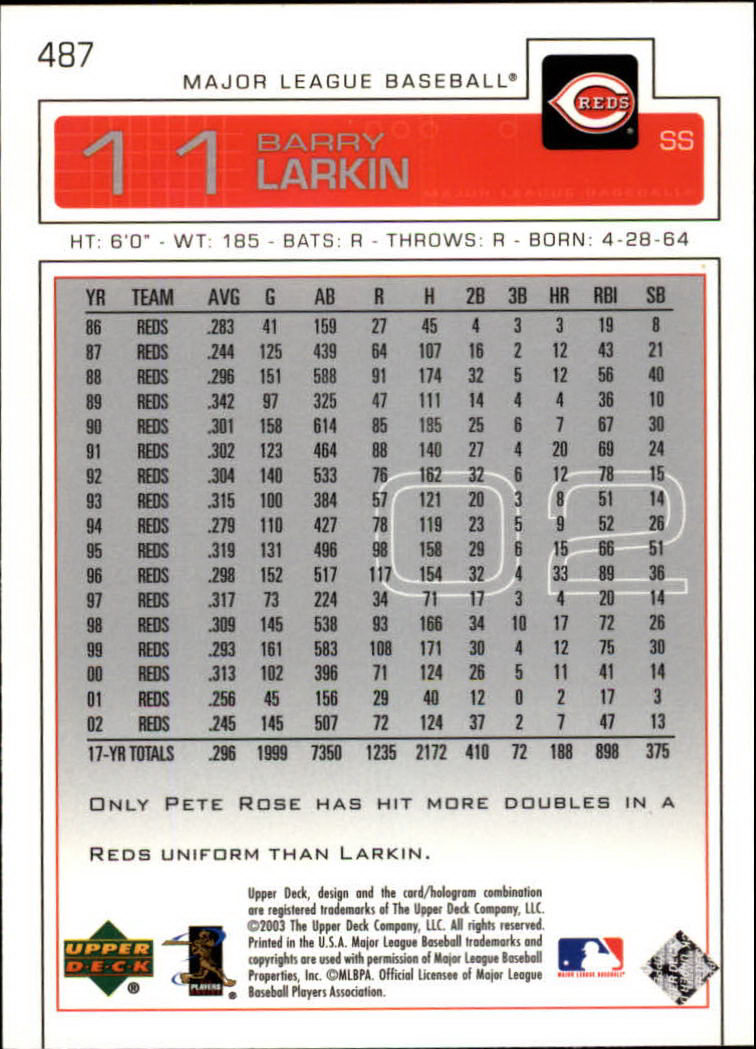 487
MAJOR LEAGUE BASEBALL®
REDS
11 BARRY LARKIN SS
MAJOR LEAGUE BASEBALL
HT: 6'0" - WT: 185 - BATS: R - THROWS: R - BORN: 4-28-64
YR TEAM AVG G AB R H 2B 3B HR RBI SB
86 REDS .283 41 159 27 45 4 3 3 19 8
87 REDS .244 125 439 64 107 16 2 12 43 21
88 REDS .296 151 588 91 174 32 5 12 56 40
89 REDS .342 97 325 47 111 14 4 4 36 10
90 REDS .301 158 614 85 185 25 6 7 67 30
91 REDS .302 123 464 88 140 27 4 20 69 24
92 REDS .304 140 533 76 162 32 6 12 78 15
93 REDS .315 100 384 57 121 20 3 8 51 14
94 REDS .279 110 427 78 119 23 5 9 52 26
95 REDS .319 131 496 98 158 29 6 15 66 51
96 REDS .298 152 517 117 154 32 4 33 89 36
97 REDS .317 73 224 34 71 17 3 4 20 14
98 REDS .309 145 538 93 166 34 10 17 72 26
99 REDS .293 161 583 108 171 30 4 12 75 30
00 REDS .313 102 396 71 124 26 5 11 41 14
01 REDS .256 45 156 29 40 12 0 2 17 3
02 REDS .245 145 507 72 124 37 2 7 47 13
17-YR TOTALS .296 1999 7350 1235 2172 410 72 188 898 375
02
ONLY PETE ROSE HAS HIT MORE DOUBLES IN A
REDS UNIFORM THAN LARKIN.
Upper Deck, design and the card/hologram combination
are registered trademarks of The Upper Deck Company, LLC.
©2003 The Upper Deck Company, LLC. All rights reserved.
Printed in the U.S.A. Major League Baseball trademarks and
copyrights are used with permission of Major League Baseball
Properties, Inc. ©MLBPA. Official Licensee of Major League
Baseball Players Association.
UPPER
DECK
®
PLAYERS
®
MAJOR LEAGUE BASEBALL®